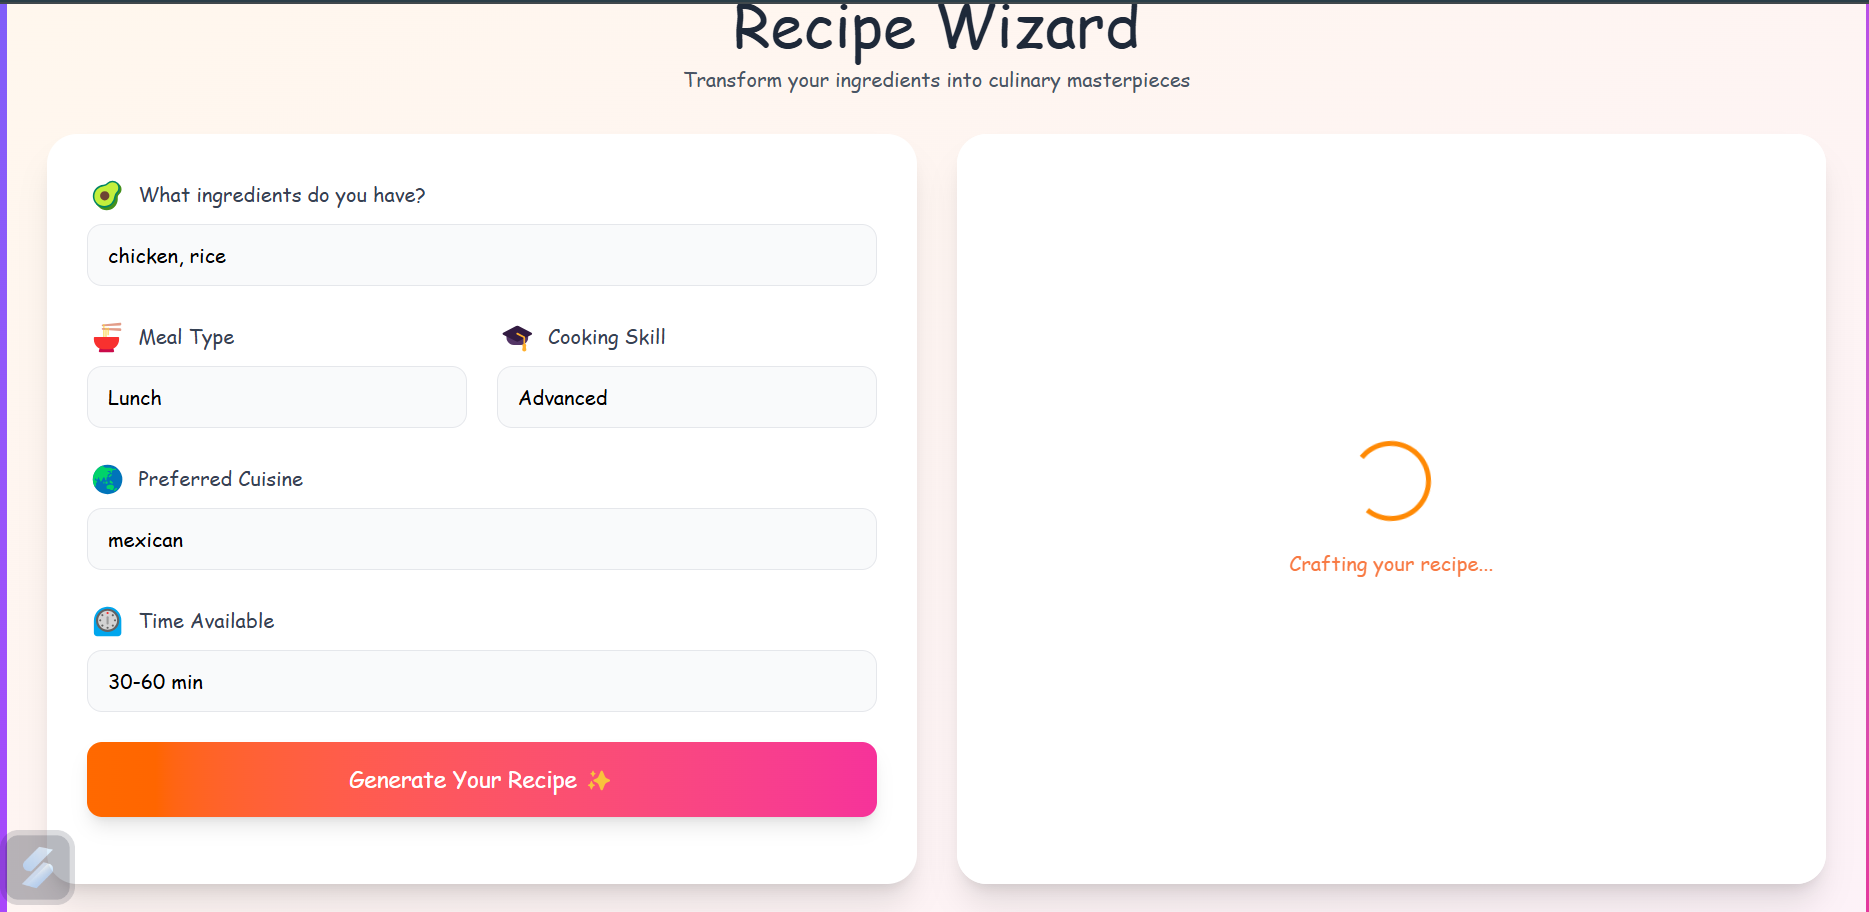 Recipe Wizard
Transform your ingredients into culinary masterpieces
What ingredients do you have?
chicken, rice
Meal Type
Cooking Skill
Lunch
Advanced
Preferred Cuisine
mexican
Time Available
30-60 min
Generate Your Recipe ✨
Crafting your recipe...